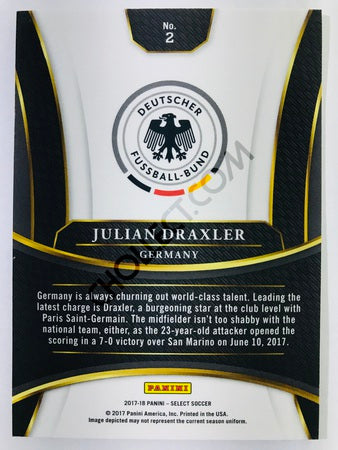 No.
2
DEUTSCHER
FUSSBALL-BUND
JULIAN DRAXLER
GERMANY
Germany is always churning out world-class talent. Leading the
latest charge is Draxler, a burgeoning star at the club level with
Paris Saint-Germain. The midfielder isn't too shabby with the
national team, either, as the 23-year-old attacker opened the
scoring in a 7-0 victory over San Marino on June 10, 2017.
PANINI
2017-18 PANINI – SELECT SOCCER
© 2017 Panini America, Inc. Printed in the USA.
Image depicted may not represent the current season uniform.